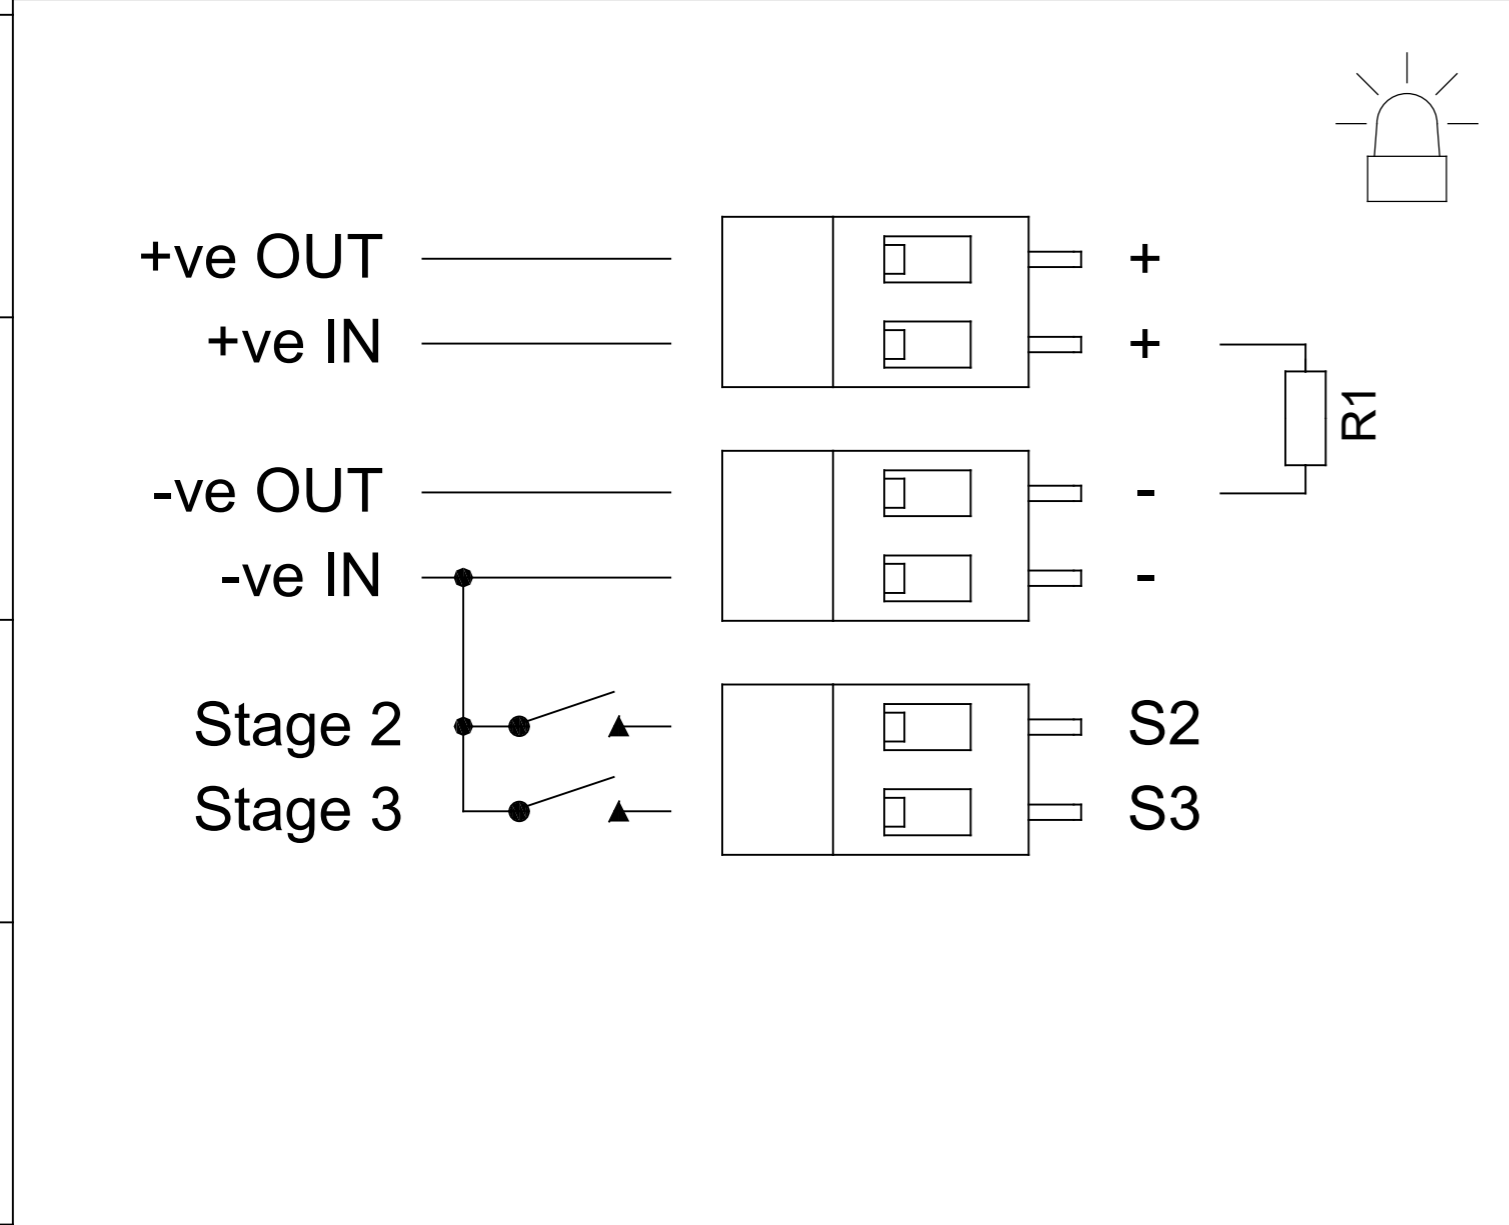 +ve OUT +
+ve IN +
R1
-ve OUT -
-ve IN -
Stage 2 S2
Stage 3 S3